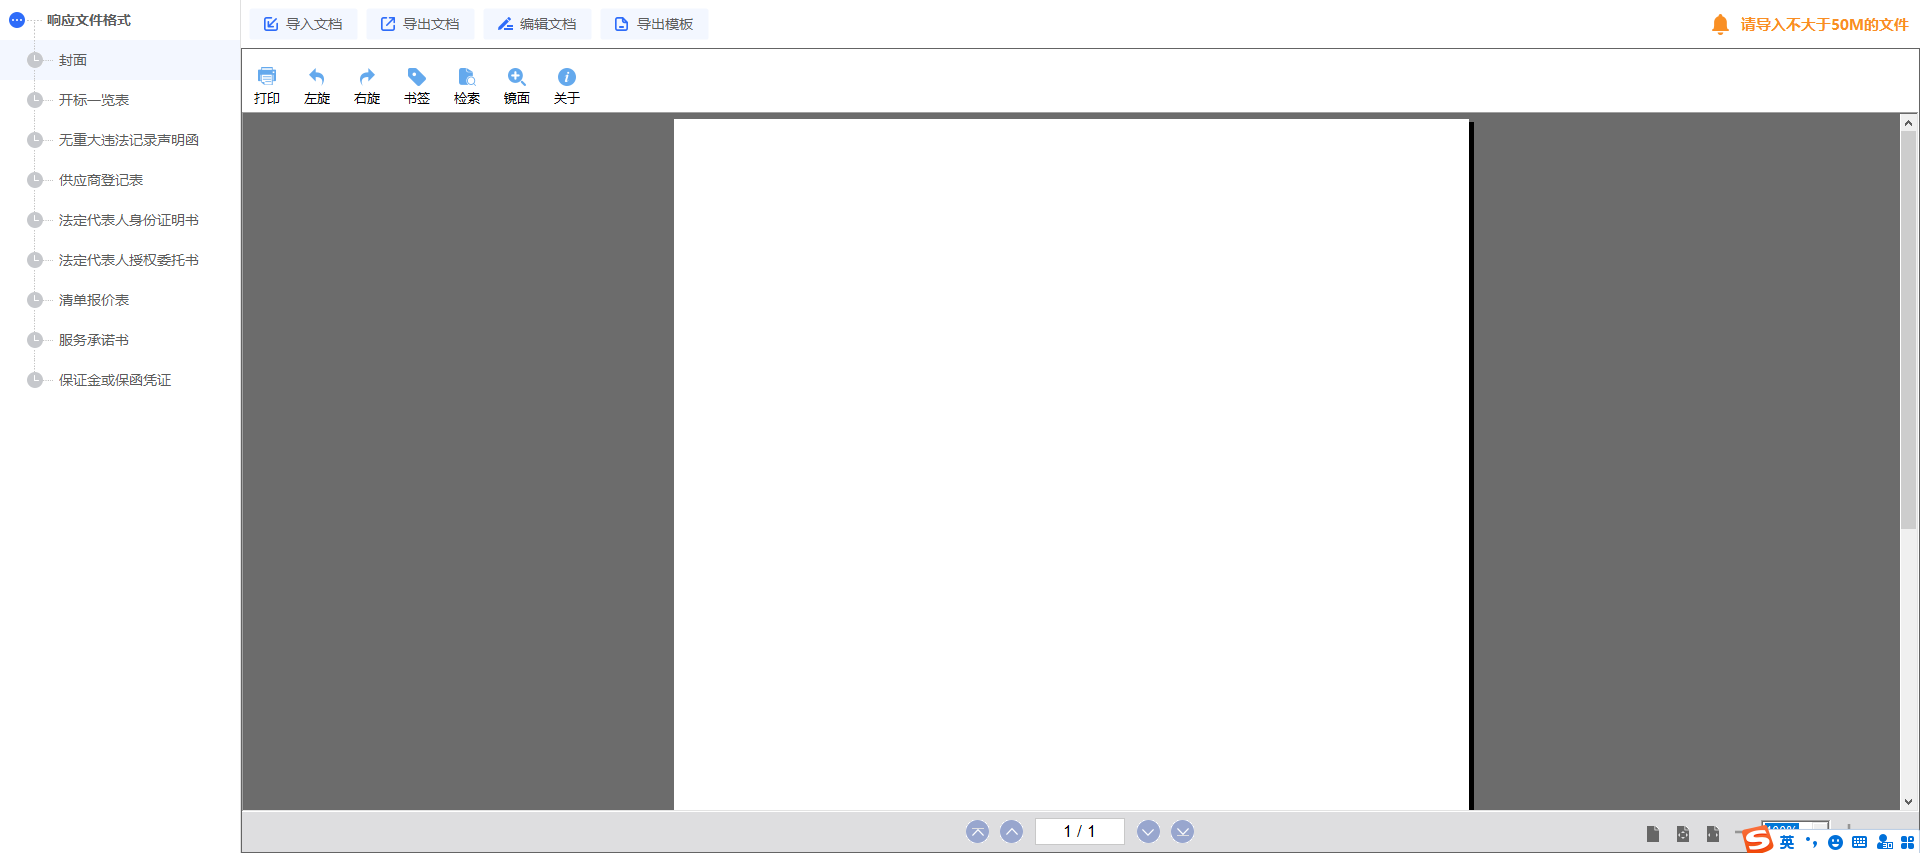 响应文件格式
封面
开标一览表
无重大违法记录声明函
供应商登记表
法定代表人身份证明书
法定代表人授权委托书
清单报价表
服务承诺书
保证金或保函凭证
导入文档 导出文档 编辑文档 导出模板
请导入不大于50M的文件
打印 左旋 右旋 书签 检索 镜面 关于
1 / 1
英